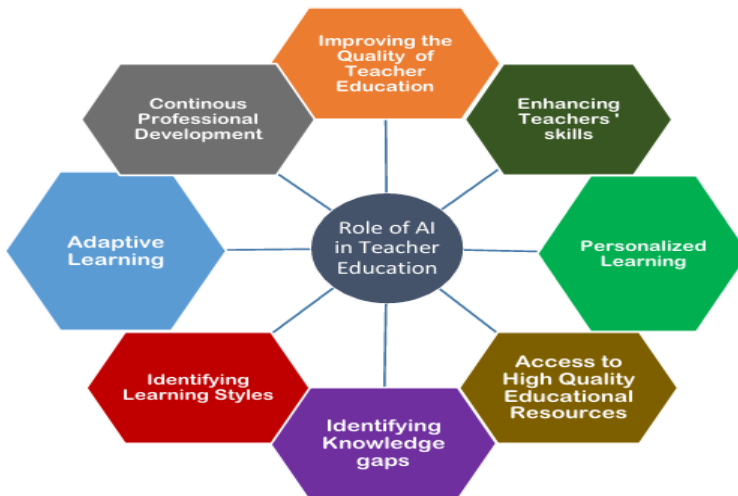 Improving the
Quality of
Teacher
Education
Enhancing
Teachers '
skills
Personalized
Learning
Access to
High Quality
Educational
Resources
Identifying
Knowledge
gaps
Identifying
Learning Styles
Adaptive
Learning
Continous
Professional
Development
Role of AI
in Teacher
Education